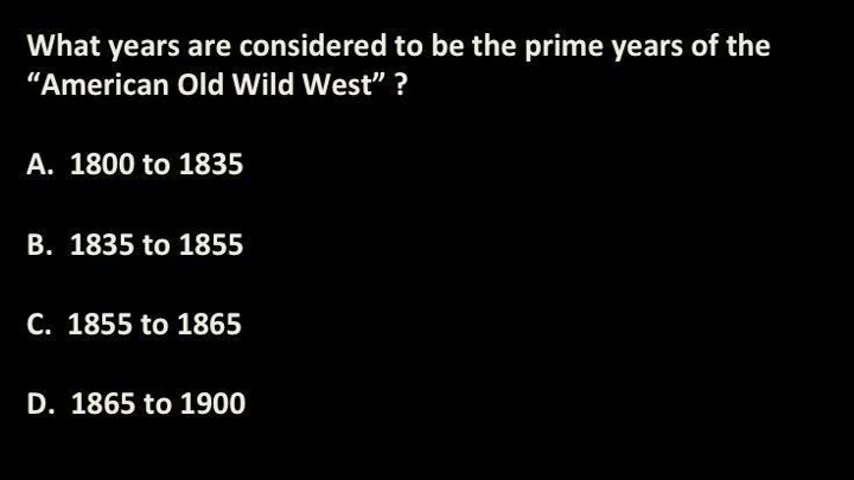 What years are considered to be the prime years of the
“American Old Wild West” ?
A. 1800 to 1835
B. 1835 to 1855
C. 1855 to 1865
D. 1865 to 1900